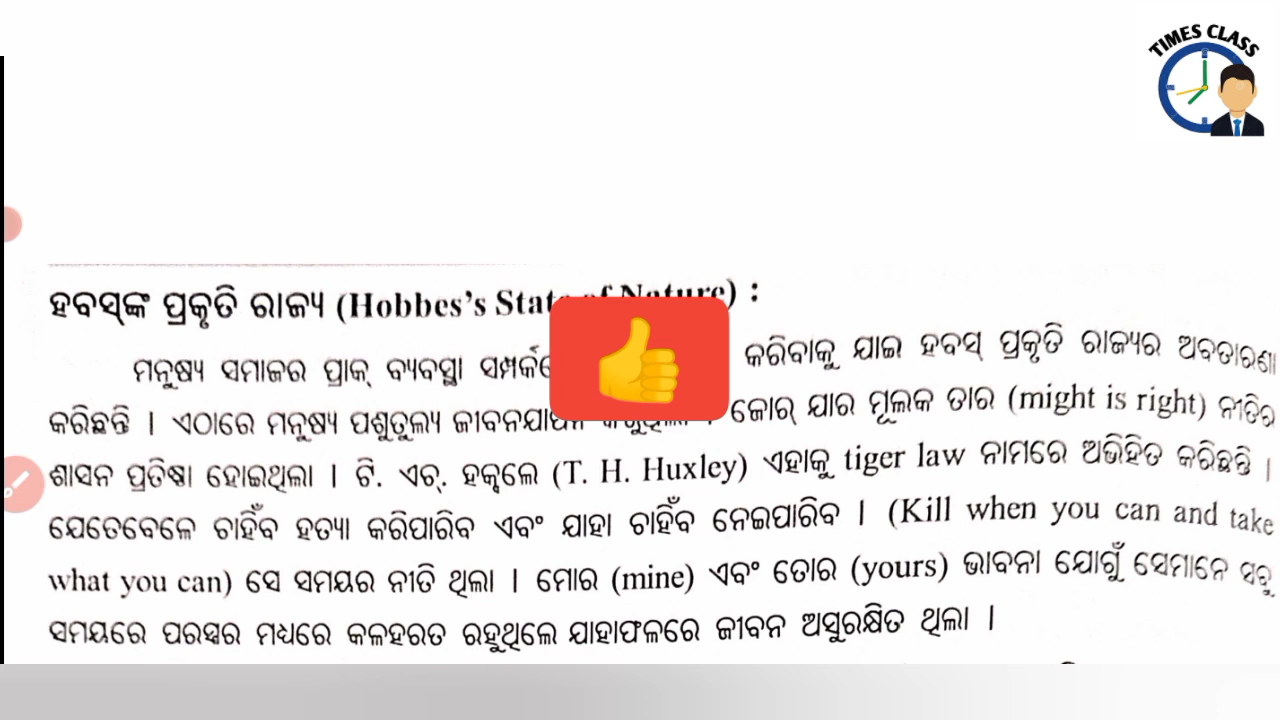 TIMES CLASS
ହବସ୍‌ଙ୍କ ପ୍ରକୃତି ରାଜ୍ୟ (Hobbes's State of Nature) :
ମନୁଷ୍ୟ ସମାଜର ପ୍ରାକ୍ ବ୍ୟବସ୍ଥା କରିବାକୁ ଯାଇ ହବସ୍ ପ୍ରକୃତି ରାଜ୍ୟର ଅବତାରଣା
କରିଛନ୍ତି । ଏଠାରେ ମନୁଷ୍ୟ ପଶୁତୁଲ୍ୟ ଜୀବନଯାପନ କରୁଥିଲା । ଜୋର୍ ଯାର ମୂଲକ ତାର (might is right) ନୀତିର
ଶାସନ ପ୍ରତିଷ୍ଠା ହୋଇଥିଲା । ଟି. ଏଚ୍. ହକ୍ସଲେ (T. H. Huxley) ଏହାକୁ tiger law ନାମରେ ଅଭିହିତ କରିଛନ୍ତି ।
ଯେତେବେଳେ ଚାହିଁବ ହତ୍ୟା କରିପାରିବ ଏବଂ ଯାହା ଚାହିଁବ ନେଇପାରିବ । (Kill when you can and take
what you can) ସେ ସମୟର ନୀତି ଥିଲା । ମୋର (mine) ଏବଂ ତୋର (yours) ଭାବନା ଯୋଗୁଁ ସେମାନେ ସବୁ
ସମୟରେ ପରସ୍ପର ମଧ୍ୟରେ କଳହରତ ରହୁଥିଲେ ଯାହାଫଳରେ ଜୀବନ ଅସୁରକ୍ଷିତ ଥିଲା ।